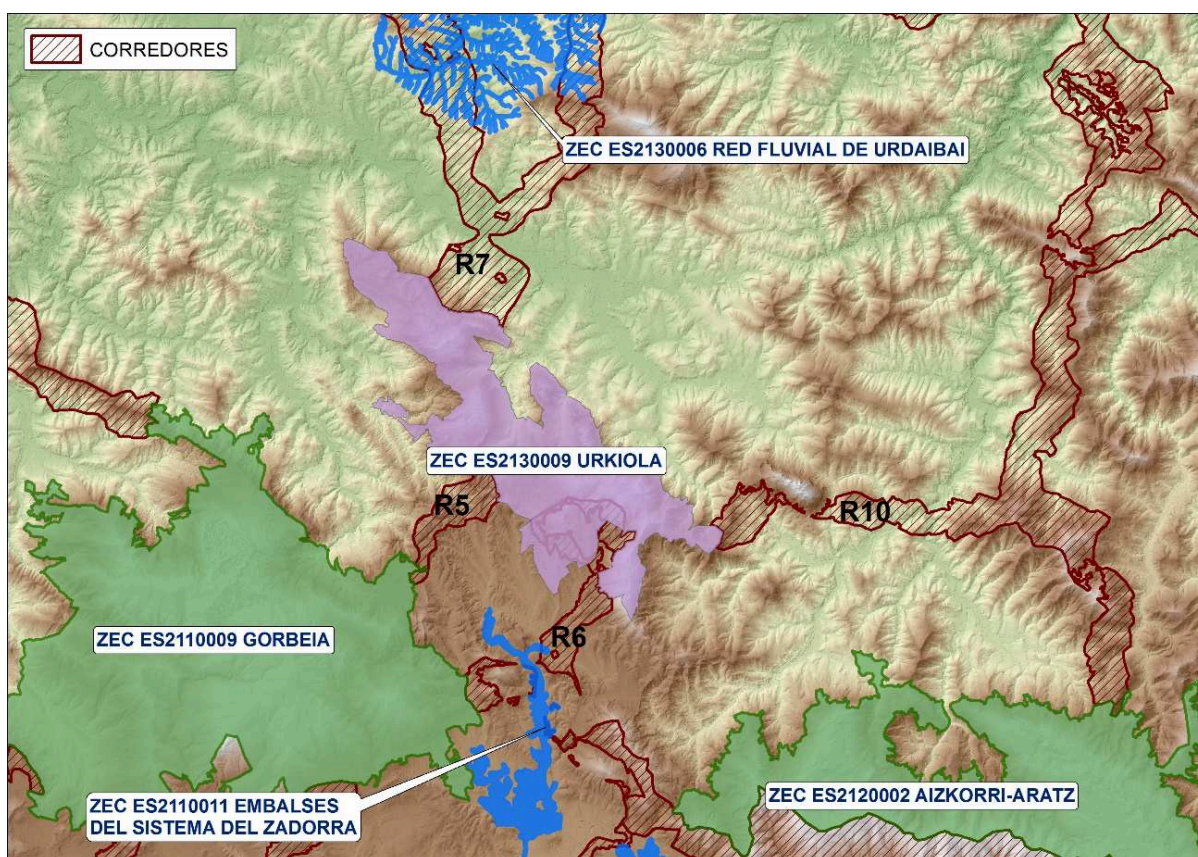 CORREDORES
ZEC ES2130006 RED FLUVIAL DE URDAIBAI
R7
ZEC ES2130009 URKIOLA
R5
R10
ZEC ES2110009 GORBEIA
R6
ZEC ES2110011 EMBALSES
DEL SISTEMA DEL ZADORRA
ZEC ES2120002 AIZKORRI-ARATZ